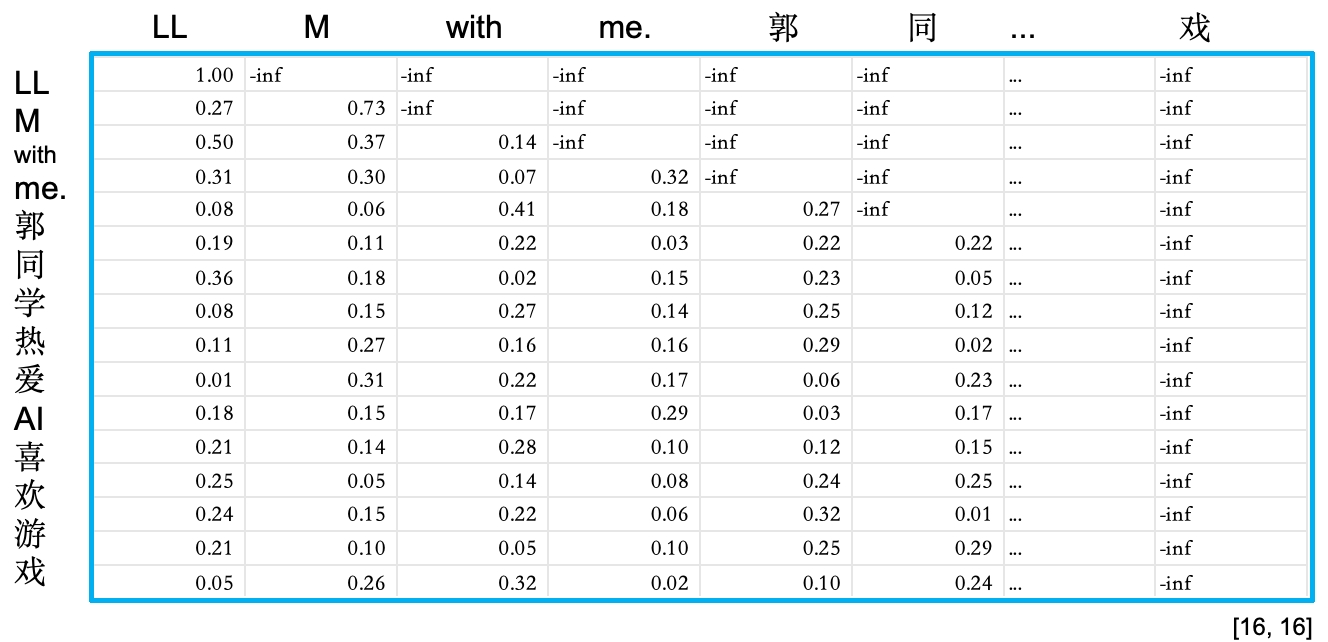 LL M with me. 郭 同 ... 戏
LL
M
with
me.
郭
同
学
热
爱
AI
喜
欢
游
戏
1.00 -inf -inf -inf -inf -inf ... -inf
0.27 0.73 -inf -inf -inf -inf ... -inf
0.50 0.37 0.14 -inf -inf -inf ... -inf
0.31 0.30 0.07 0.32 -inf -inf ... -inf
0.08 0.06 0.41 0.18 0.27 -inf ... -inf
0.19 0.11 0.22 0.03 0.22 0.22 ... -inf
0.36 0.18 0.02 0.15 0.23 0.05 ... -inf
0.08 0.15 0.27 0.14 0.25 0.12 ... -inf
0.11 0.27 0.16 0.16 0.29 0.02 ... -inf
0.01 0.31 0.22 0.17 0.06 0.23 ... -inf
0.18 0.15 0.17 0.29 0.03 0.17 ... -inf
0.21 0.14 0.28 0.10 0.12 0.15 ... -inf
0.25 0.05 0.14 0.08 0.24 0.25 ... -inf
0.24 0.15 0.22 0.06 0.32 0.01 ... -inf
0.21 0.10 0.05 0.10 0.25 0.29 ... -inf
0.05 0.26 0.32 0.02 0.10 0.24 ... -inf
[16, 16]